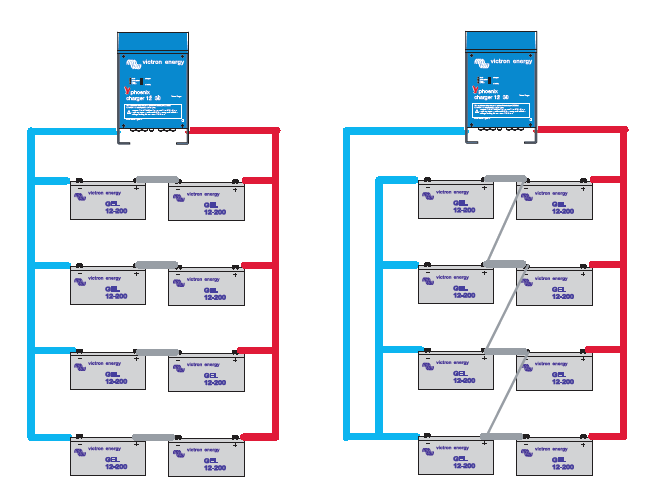 victron energy
phoenix
charger 12 30
victron energy
phoenix
charger 12 30
− +
victron energy
GEL
12-200
− +
victron energy
GEL
12-200
− +
victron energy
GEL
12-200
− +
victron energy
GEL
12-200
− +
victron energy
GEL
12-200
− +
victron energy
GEL
12-200
− +
victron energy
GEL
12-200
− +
victron energy
GEL
12-200
− +
victron energy
GEL
12-200
− +
victron energy
GEL
12-200
− +
victron energy
GEL
12-200
− +
victron energy
GEL
12-200
− +
victron energy
GEL
12-200
− +
victron energy
GEL
12-200
− +
victron energy
GEL
12-200
− +
victron energy
GEL
12-200